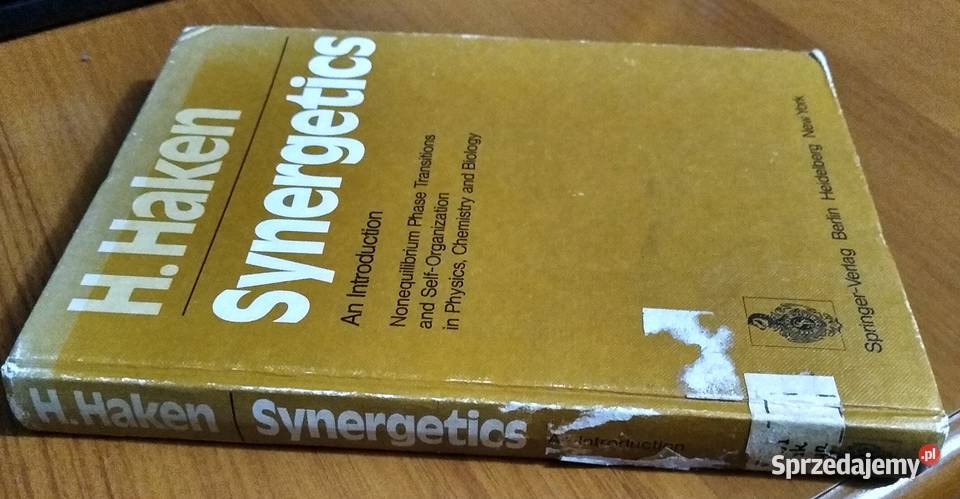 H. Haken
Synergetics
An Introduction
Nonequilibrium Phase Transitions
and Self-Organization
in Physics, Chemistry and Biology
Springer-Verlag Berlin Heidelberg New York
H. Haken
Synergetics
An Introduction
Sprzedajemy.pl